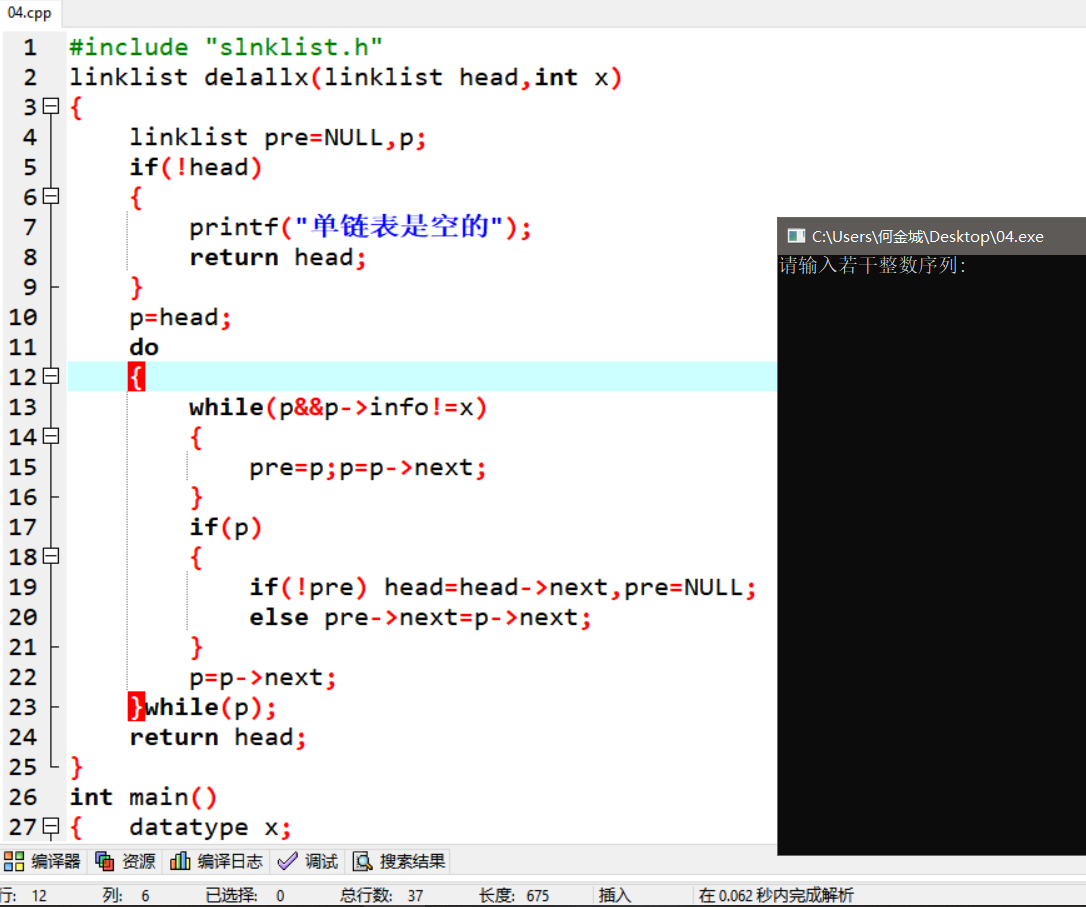 04.cpp
1 #include "slnklist.h"
2 linklist delallx(linklist head,int x)
3 {
4 linklist pre=NULL,p;
5 if(!head)
6 {
7 printf("单链表是空的");
8 return head;
9 }
10 p=head;
11 do
12 {
13 while(p&&p->info!=x)
14 {
15 pre=p;p=p->next;
16 }
17 if(p)
18 {
19 if(!pre) head=head->next,pre=NULL;
20 else pre->next=p->next;
21 }
22 p=p->next;
23 }while(p);
24 return head;
25 }
26 int main()
27 { datatype x;
C:\Users\何金城\Desktop\04.exe
请输入若干整数序列:
编译器 资源 编译日志 调试 搜索结果
行: 12 列: 6 已选择: 0 总行数: 37 长度: 675 插入 在 0.062 秒内完成解析